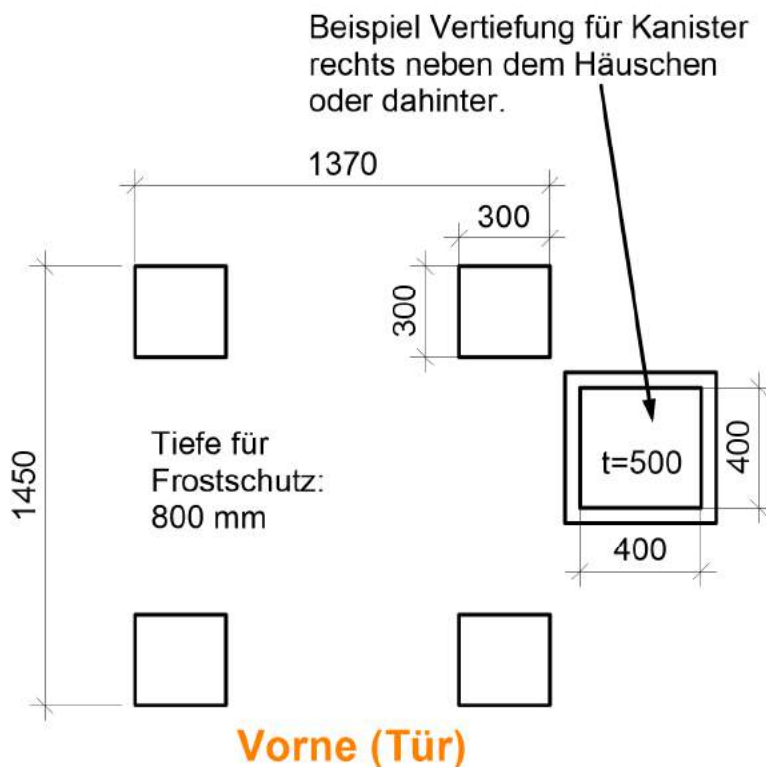 Beispiel Vertiefung für Kanister
rechts neben dem Häuschen
oder dahinter.
1370
300
300
1450
Tiefe für
Frostschutz:
800 mm
t=500
400
400
Vorne (Tür)